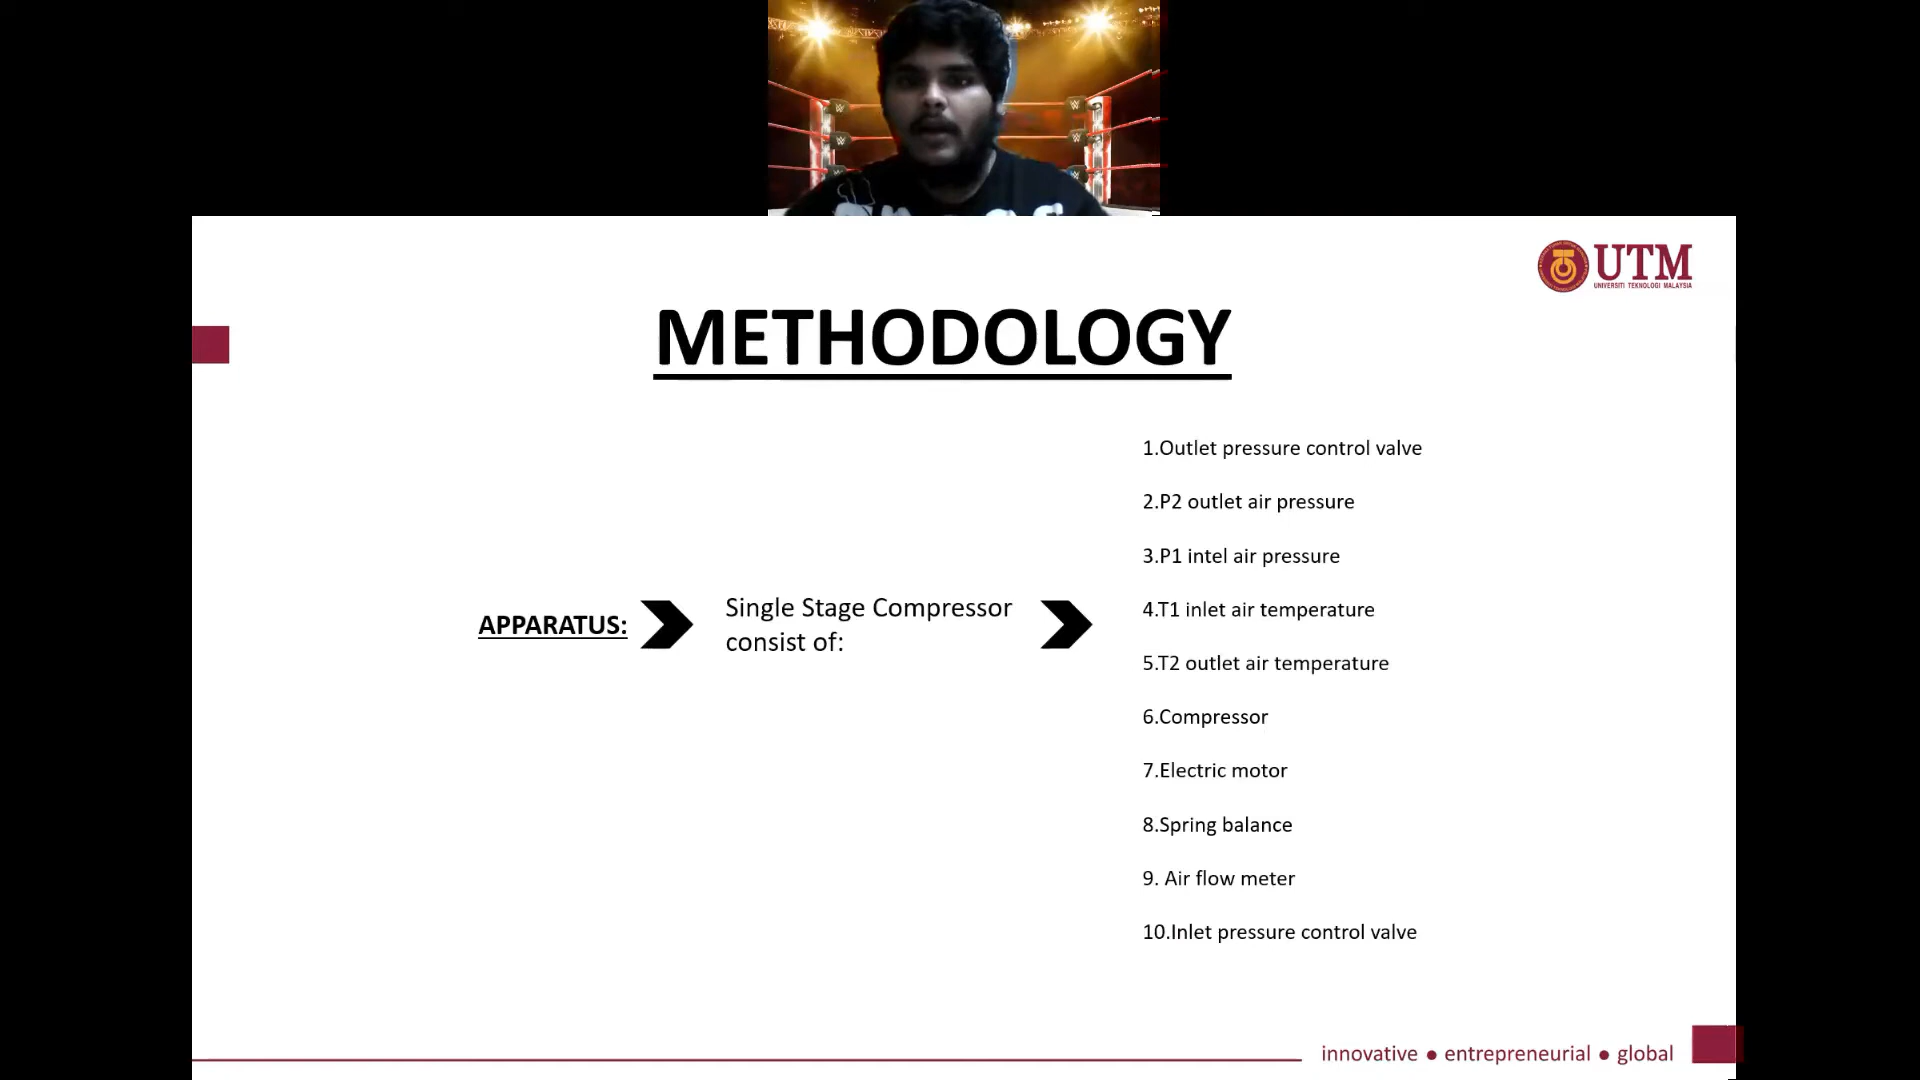 UTM
UNIVERSITI TEKNOLOGI MALAYSIA
METHODOLOGY
APPARATUS:
Single Stage Compressor
consist of:
1.Outlet pressure control valve
2.P2 outlet air pressure
3.P1 intel air pressure
4.T1 inlet air temperature
5.T2 outlet air temperature
6.Compressor
7.Electric motor
8.Spring balance
9. Air flow meter
10.Inlet pressure control valve
innovative ● entrepreneurial ● global